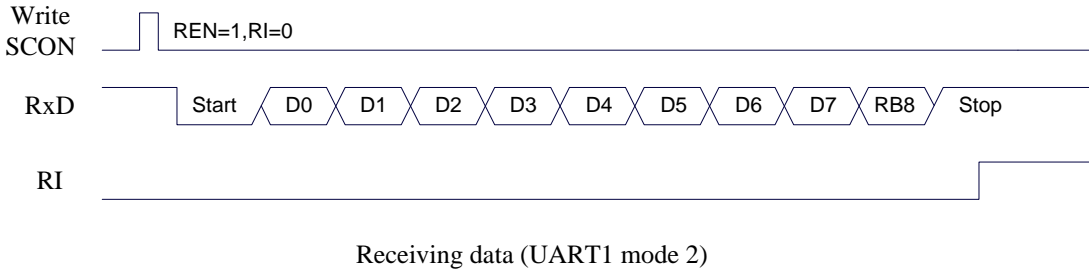 Write
SCON
REN=1,RI=0
RxD
Start D0 D1 D2 D3 D4 D5 D6 D7 RB8 Stop
RI
Receiving data (UART1 mode 2)